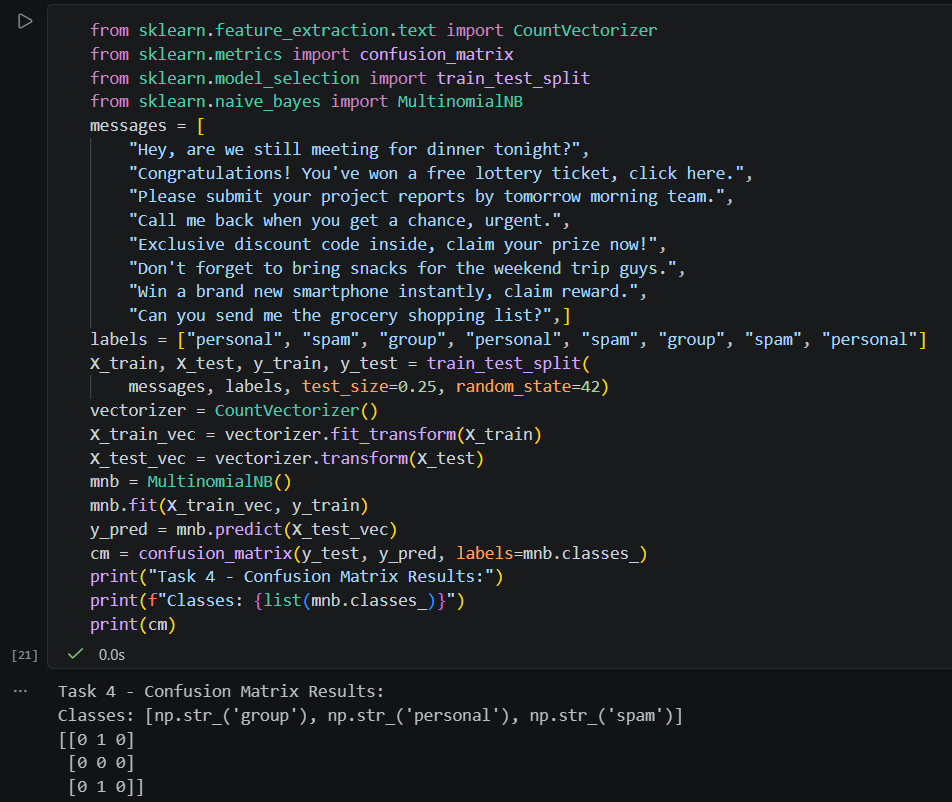 from sklearn.feature_extraction.text import CountVectorizer
from sklearn.metrics import confusion_matrix
from sklearn.model_selection import train_test_split
from sklearn.naive_bayes import MultinomialNB
messages = [
    "Hey, are we still meeting for dinner tonight?",
    "Congratulations! You've won a free lottery ticket, click here.",
    "Please submit your project reports by tomorrow morning team.",
    "Call me back when you get a chance, urgent.",
    "Exclusive discount code inside, claim your prize now!",
    "Don't forget to bring snacks for the weekend trip guys.",
    "Win a brand new smartphone instantly, claim reward.",
    "Can you send me the grocery shopping list?",]
labels = ["personal", "spam", "group", "personal", "spam", "group", "spam", "personal"]
X_train, X_test, y_train, y_test = train_test_split(
    messages, labels, test_size=0.25, random_state=42)
vectorizer = CountVectorizer()
X_train_vec = vectorizer.fit_transform(X_train)
X_test_vec = vectorizer.transform(X_test)
mnb = MultinomialNB()
mnb.fit(X_train_vec, y_train)
y_pred = mnb.predict(X_test_vec)
cm = confusion_matrix(y_test, y_pred, labels=mnb.classes_)
print("Task 4 - Confusion Matrix Results:")
print(f"Classes: {list(mnb.classes_)}")
print(cm)
[21] 0.0s
... Task 4 - Confusion Matrix Results:
Classes: [np.str_('group'), np.str_('personal'), np.str_('spam')]
[[0 1 0]
 [0 0 0]
 [0 1 0]]